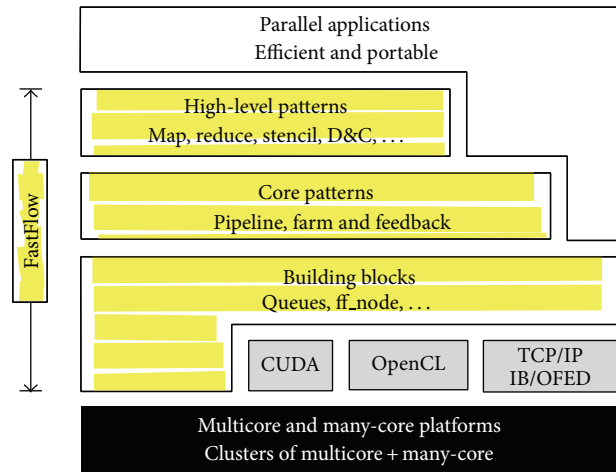 Parallel applications
Efficient and portable
High-level patterns
Map, reduce, stencil, D&C, . . .
Core patterns
Pipeline, farm and feedback
FastFlow
Building blocks
Queues, ff_node, . . .
CUDA
OpenCL
TCP/IP
IB/OFED
Multicore and many-core platforms
Clusters of multicore + many-core